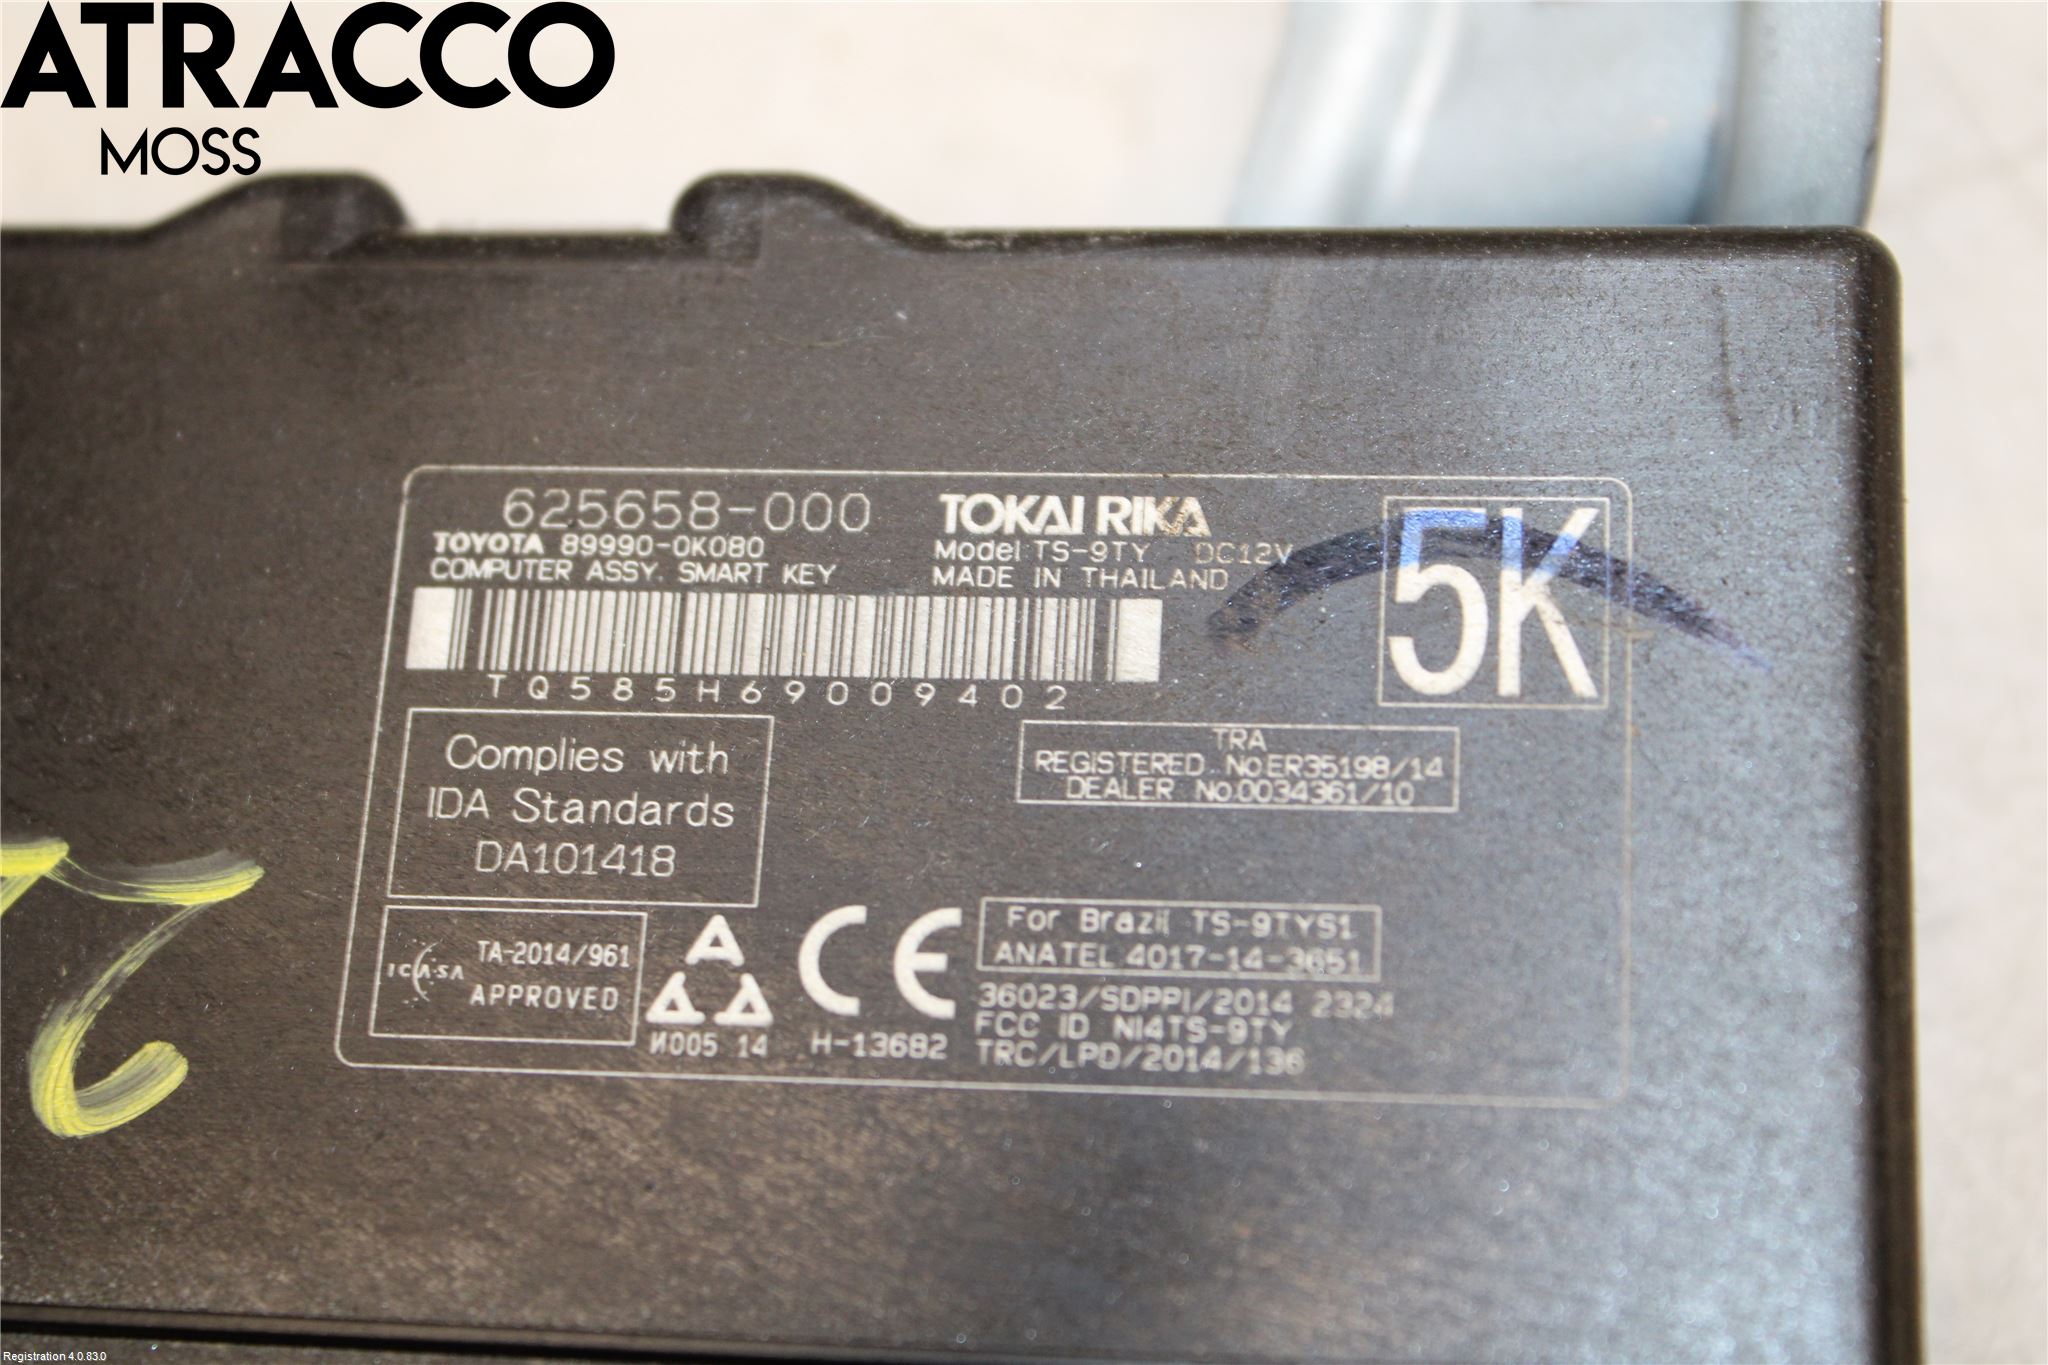 ATRACCO
MOSS
625658-000
TOYOTA 89990-0K080
COMPUTER ASSY. SMART KEY
TOKAI RIKA
Model TS-9TY DC12V
MADE IN THAILAND
5K
TQ585H69009402
Complies with
IDA Standards
DA101418
TRA
REGISTERED No.ER35198/14
DEALER No.0034361/10
ICASA
TA-2014/961
APPROVED
И005 14
CE
H-13682
For Brazil TS-9TYS1
ANATEL 4017-14-3651
36023/SDPPI/2014 2324
FCC ID NI4TS-9TY
TRC/LPD/2014/136
Registration 4.0.83.0